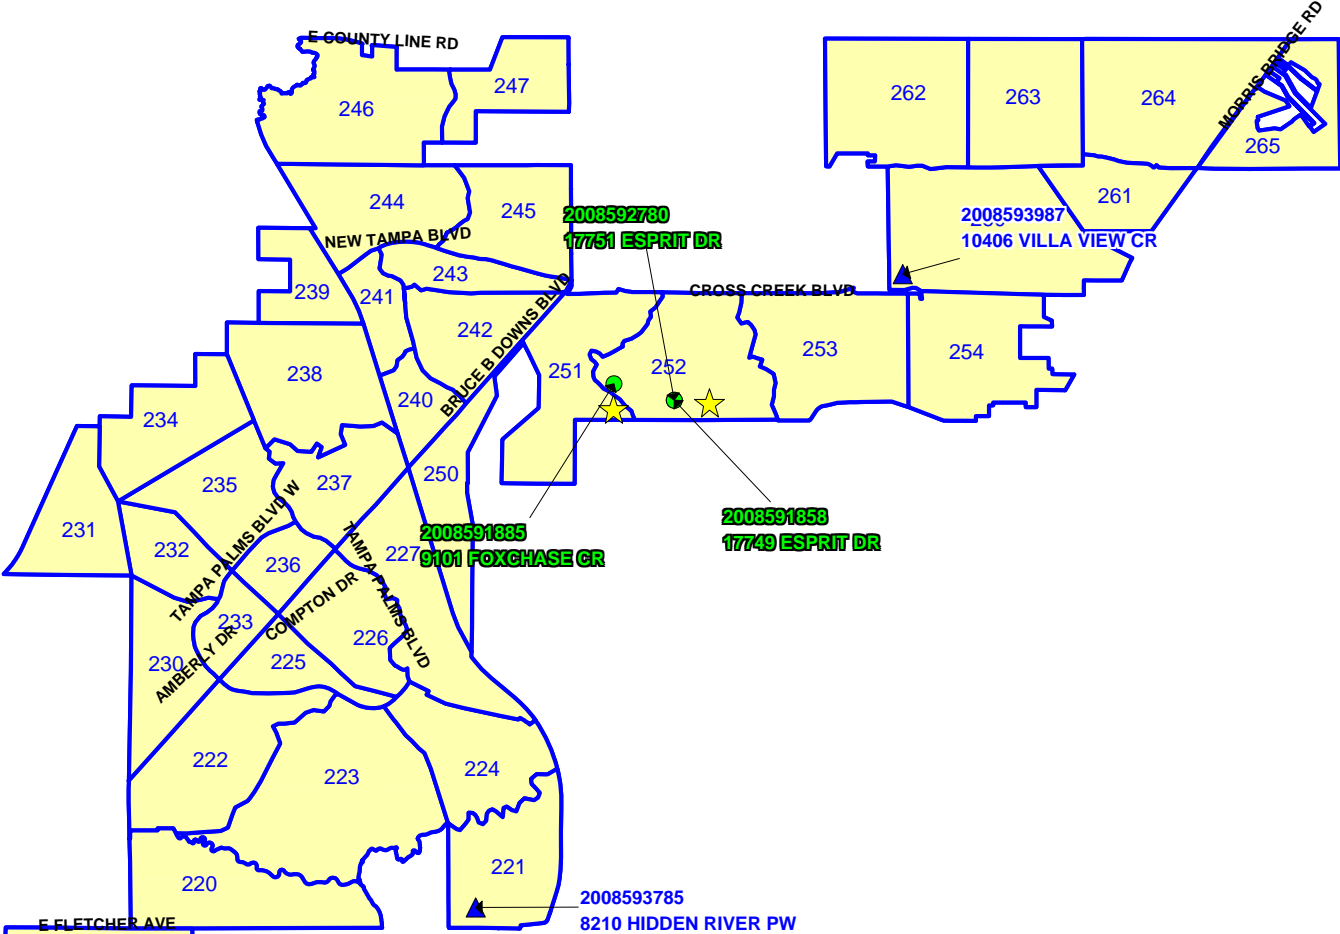 E COUNTY LINE RD
MORRIS BRIDGE RD
247
246
262
263
264
265
244
245
261
2008592780
17751 ESPRIT DR
2008593987
10406 VILLA VIEW CR
NEW TAMPA BLVD
243
239
241
CROSS CREEK BLVD
242
BRUCE B DOWNS BLVD
253
254
251
252
238
240
234
250
237
235
TAMPA PALMS BLVD W
231
232
236
227
TAMPA PALMS BLVD
2008591885
9101 FOXCHASE CR
2008591858
17749 ESPRIT DR
COMPTON DR
233
226
AMBERLY DR
230
225
222
223
224
221
220
2008593785
8210 HIDDEN RIVER PW
E FLETCHER AVE